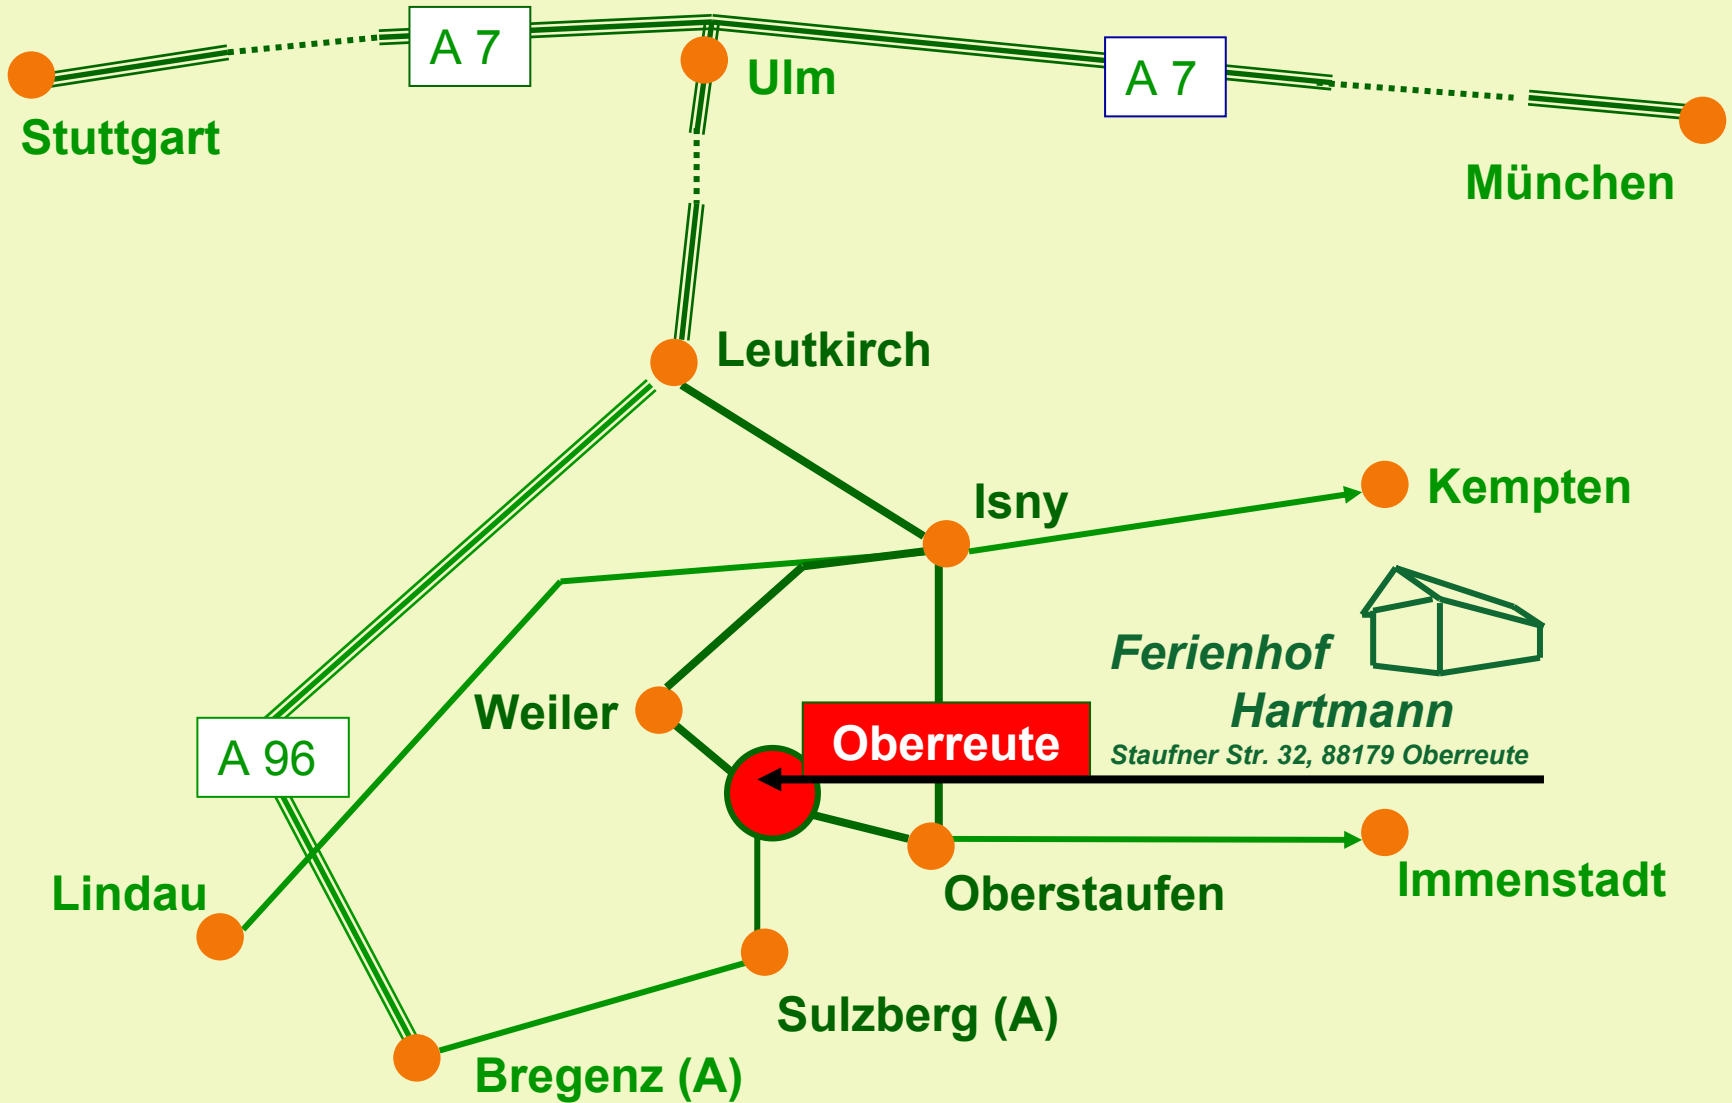 A 7
Ulm
A 7
Stuttgart
München
Leutkirch
Isny
Kempten
Ferienhof
Hartmann
Staufner Str. 32, 88179 Oberreute
Weiler
Oberreute
A 96
Lindau
Oberstaufen
Immenstadt
Sulzberg (A)
Bregenz (A)